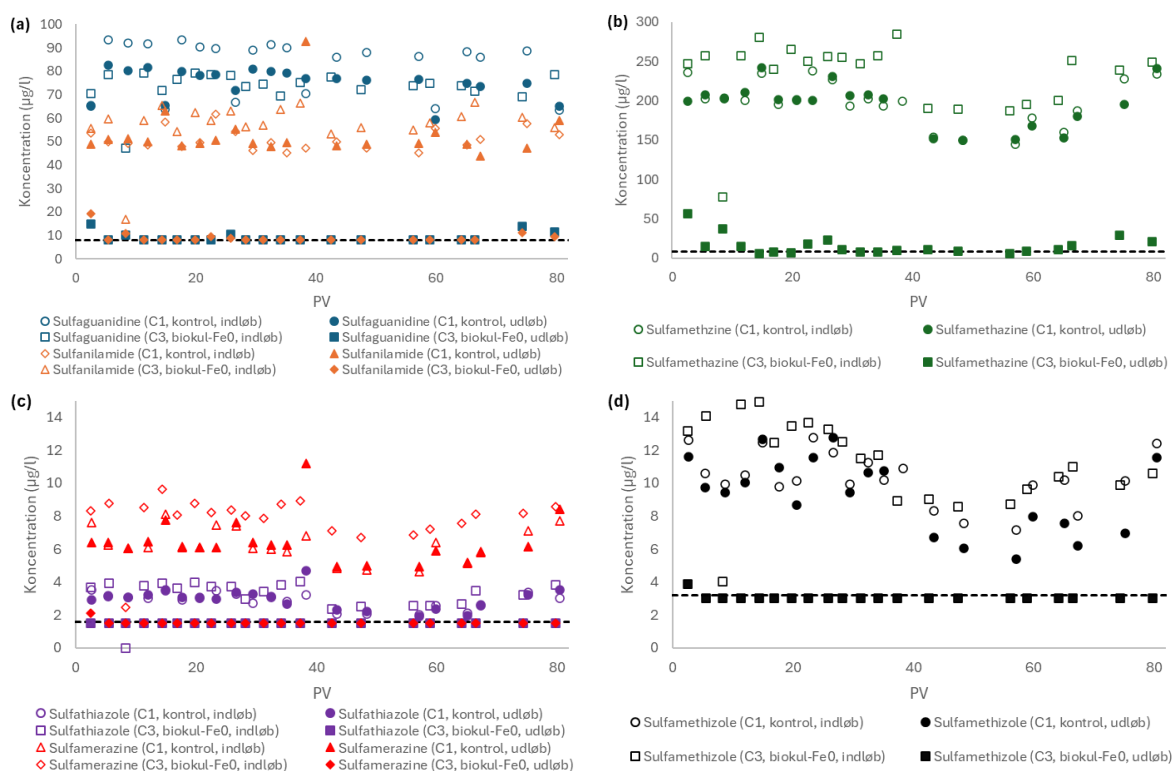 (a)
Koncentration (µg/l)
100
90
80
70
60
50
40
30
20
10
0
0 20 40 60 80
PV
Sulfaguanidine (C1, kontrol, indløb) Sulfaguanidine (C1, kontrol, udløb)
Sulfaguanidine (C3, biokul-Fe0, indløb) Sulfaguanidine (C3, biokul-Fe0, udløb)
Sulfanilamide (C1, kontrol, indløb) Sulfanilamide (C1, kontrol, udløb)
Sulfanilamide (C3, biokul-Fe0, indløb) Sulfanilamide (C3, biokul-Fe0, udløb)
(b)
Koncentration (µg/l)
300
250
200
150
100
50
0
0 20 40 60 80
PV
Sulfamethzine (C1, kontrol, indløb) Sulfamethazine (C1, kontrol, udløb)
Sulfamethazine (C3, biokul-Fe0, indløb) Sulfamethazine (C3, biokul-Fe0, udløb)
(c)
Koncentration (µg/l)
14
12
10
8
6
4
2
0
0 20 40 60 80
PV
Sulfathiazole (C1, kontrol, indløb) Sulfathiazole (C1, kontrol, udløb)
Sulfathiazole (C3, biokul-Fe0, indløb) Sulfathiazole (C3, biokul-Fe0, udløb)
Sulfamerazine (C1, kontrol, indløb) Sulfamerazine (C1, kontrol, udløb)
Sulfamerazine (C3, biokul-Fe0, indløb) Sulfamerazine (C3, biokul-Fe0, udløb)
(d)
Koncentration (µg/l)
14
12
10
8
6
4
2
0
0 20 40 60 80
PV
Sulfamethizole (C1, kontrol, indløb) Sulfamethizole (C1, kontrol, udløb)
Sulfamethizole (C3, biokul-Fe0, indløb) Sulfamethizole (C3, biokul-Fe0, udløb)